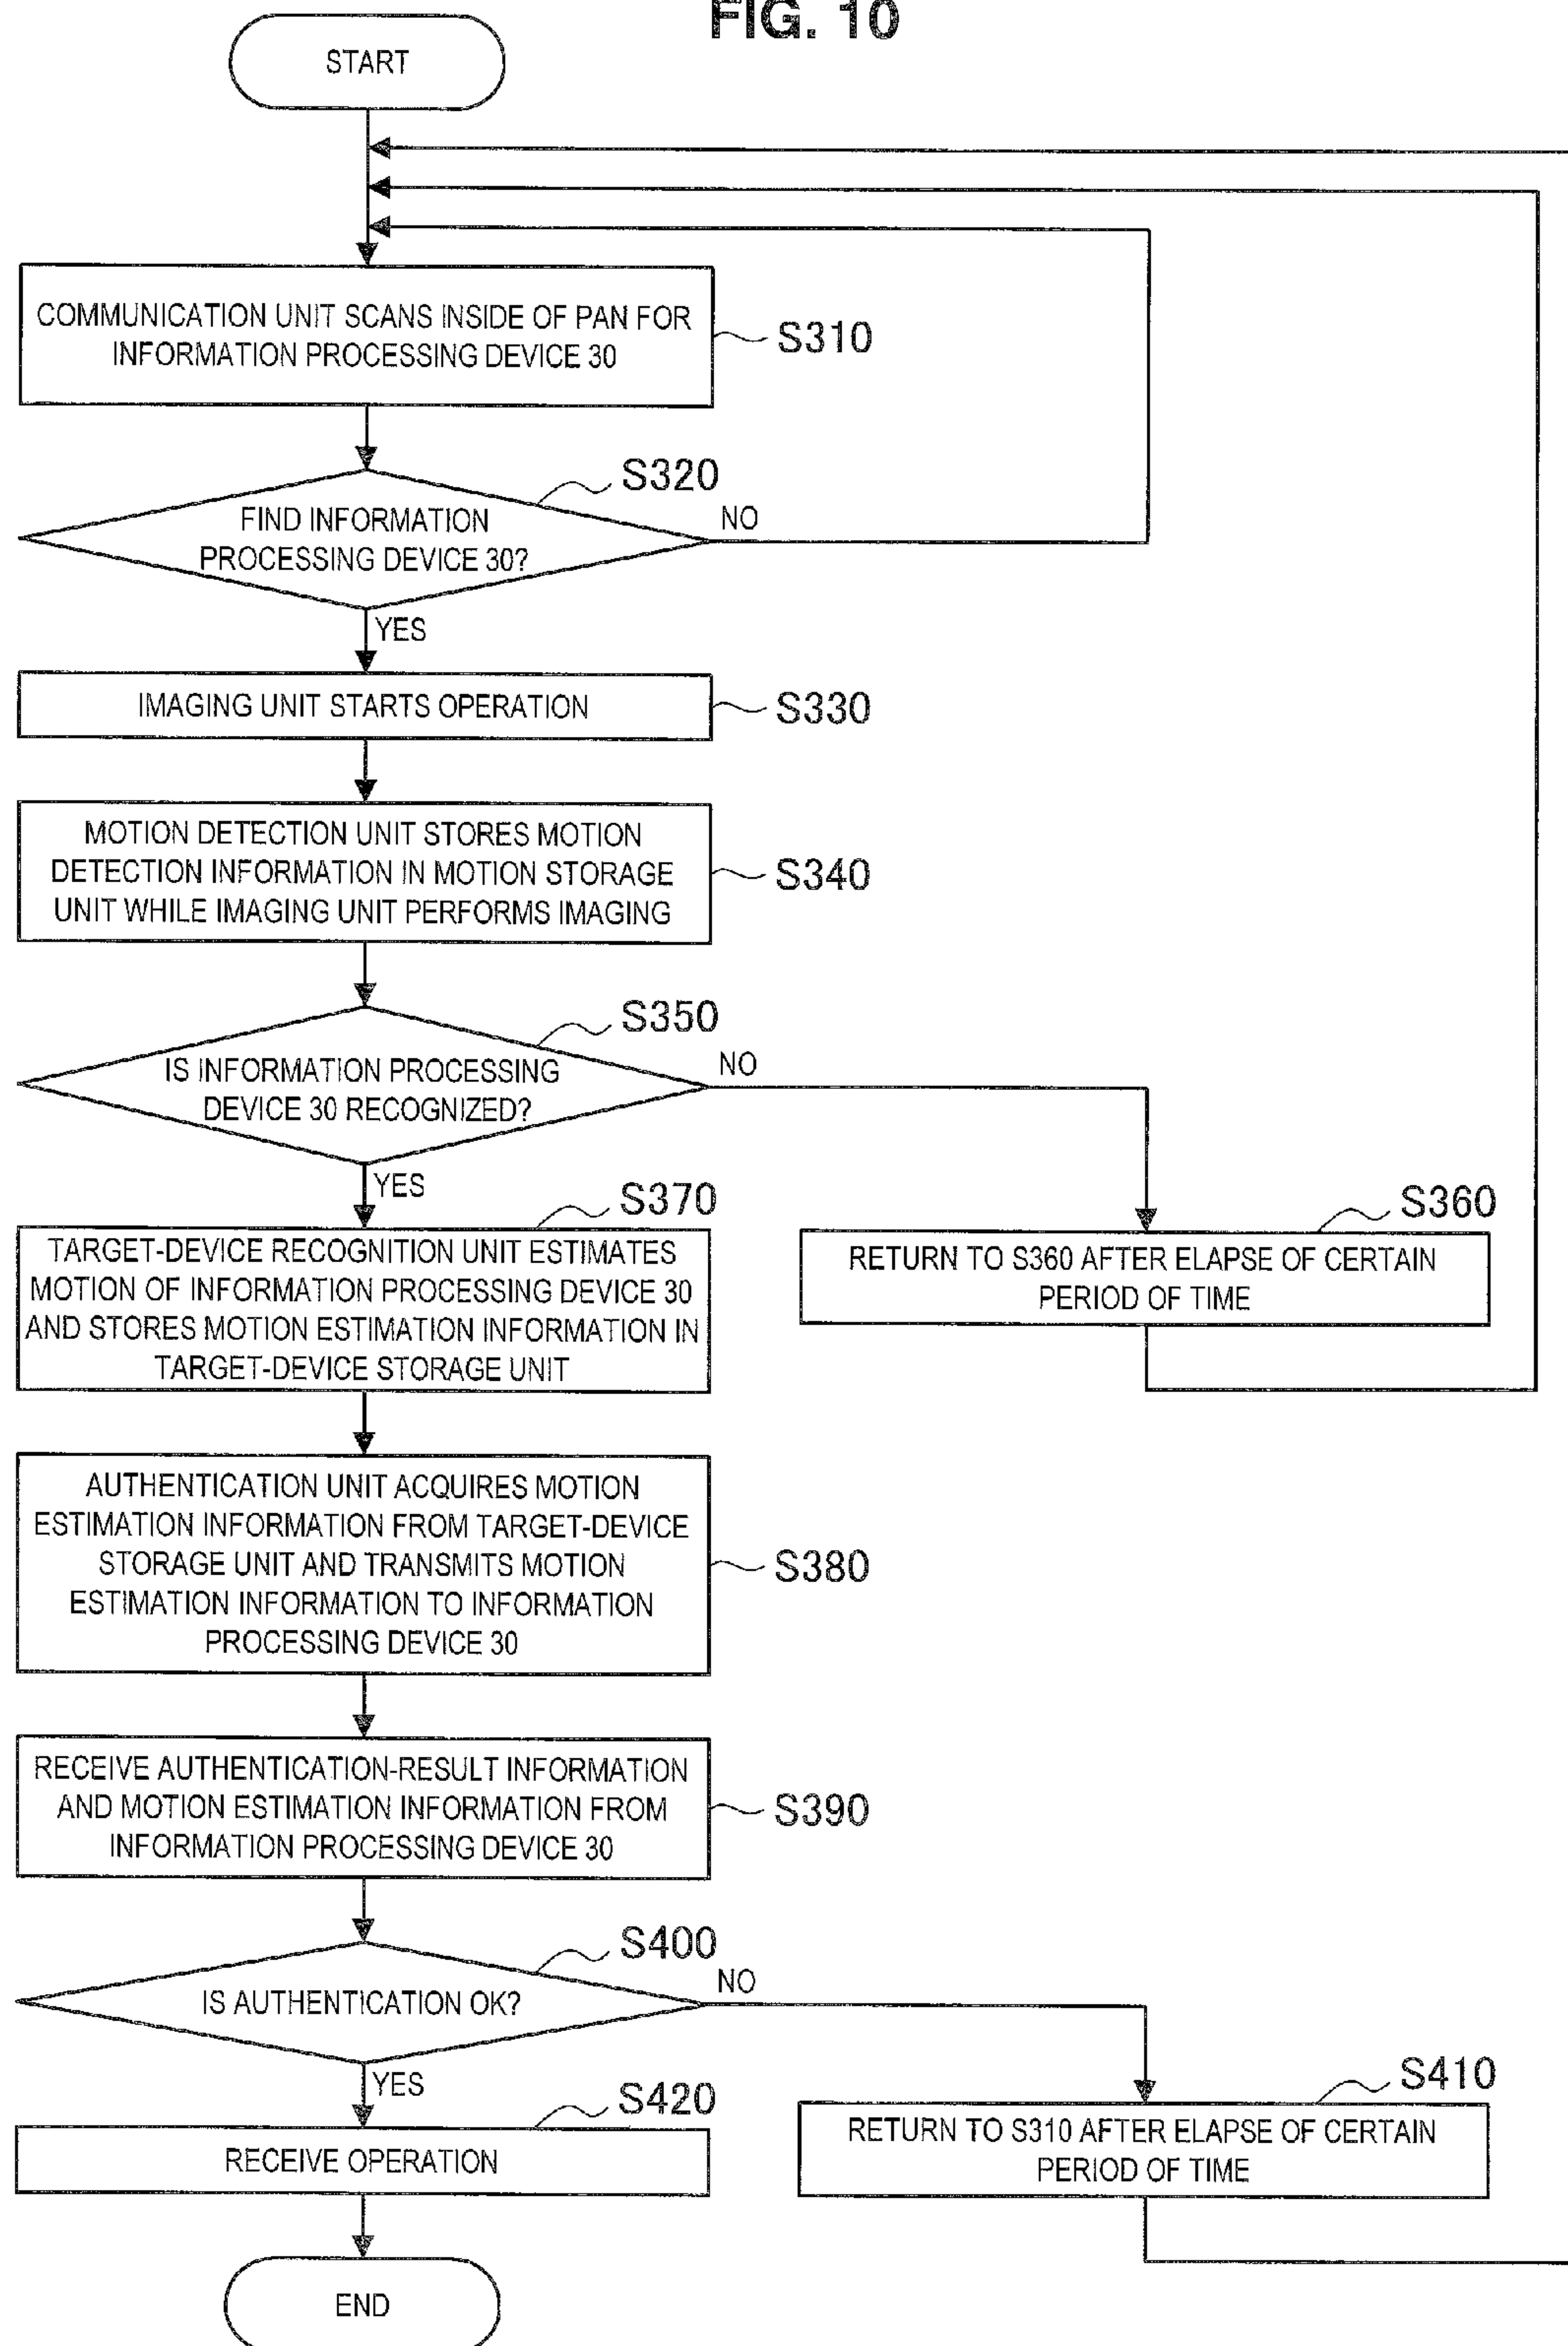 FIG. 10
START
COMMUNICATION UNIT SCANS INSIDE OF PAN FOR
INFORMATION PROCESSING DEVICE 30
S310
S320
FIND INFORMATION
PROCESSING DEVICE 30?
NO
YES
IMAGING UNIT STARTS OPERATION
S330
MOTION DETECTION UNIT STORES MOTION
DETECTION INFORMATION IN MOTION STORAGE
UNIT WHILE IMAGING UNIT PERFORMS IMAGING
S340
S350
IS INFORMATION PROCESSING
DEVICE 30 RECOGNIZED?
NO
YES
S360
RETURN TO S360 AFTER ELAPSE OF CERTAIN
PERIOD OF TIME
S370
TARGET-DEVICE RECOGNITION UNIT ESTIMATES
MOTION OF INFORMATION PROCESSING DEVICE 30
AND STORES MOTION ESTIMATION INFORMATION IN
TARGET-DEVICE STORAGE UNIT
AUTHENTICATION UNIT ACQUIRES MOTION
ESTIMATION INFORMATION FROM TARGET-DEVICE
STORAGE UNIT AND TRANSMITS MOTION
ESTIMATION INFORMATION TO INFORMATION
PROCESSING DEVICE 30
S380
RECEIVE AUTHENTICATION-RESULT INFORMATION
AND MOTION ESTIMATION INFORMATION FROM
INFORMATION PROCESSING DEVICE 30
S390
S400
IS AUTHENTICATION OK?
NO
YES
S410
RETURN TO S310 AFTER ELAPSE OF CERTAIN
PERIOD OF TIME
S420
RECEIVE OPERATION
END